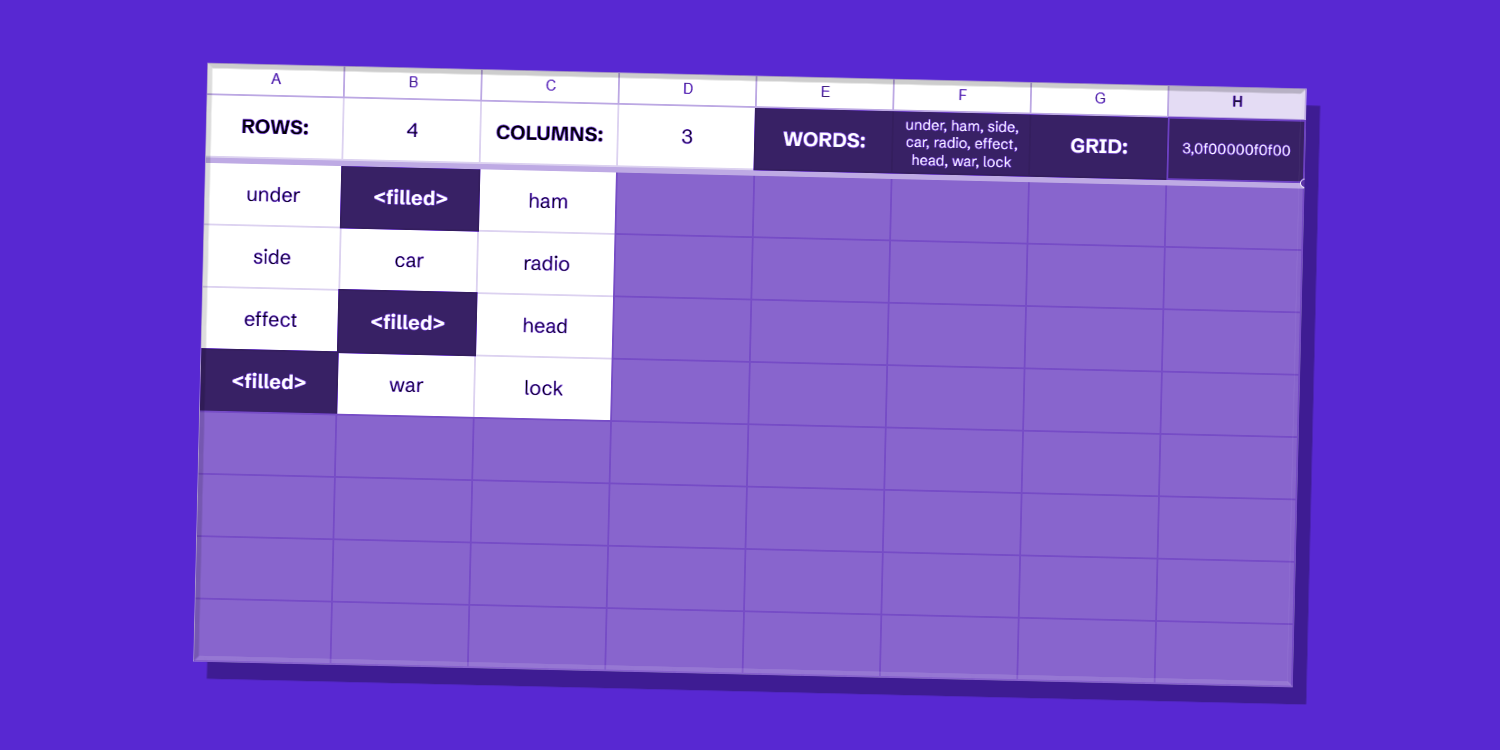 A B C D E F G H
ROWS: 4 COLUMNS: 3 WORDS: under, ham, side, car, radio, effect, head, war, lock GRID: 3,0f00000f0f00
under <filled> ham
side car radio
effect <filled> head
<filled> war lock